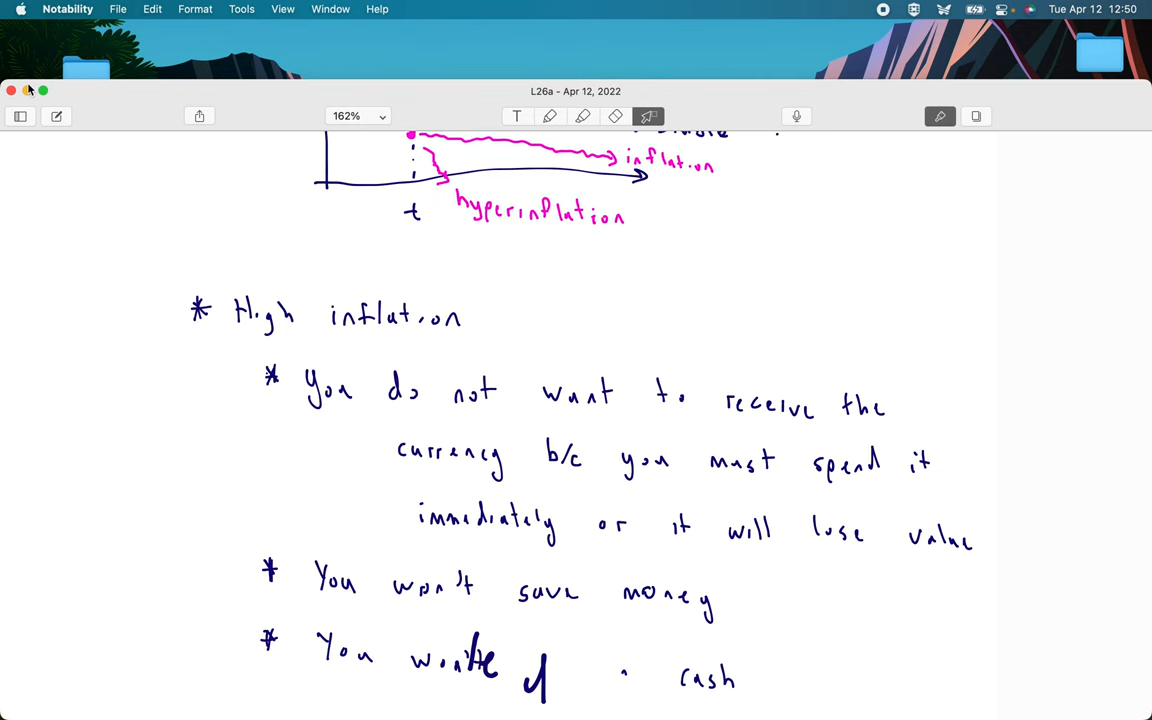 Notability File Edit Format Tools View Window Help Tue Apr 12 12:50
L26a - Apr 12, 2022
162%
inflation
hyperinflation
t
* High inflation
* You do not want to receive the
currency b/c you must spend it
immediately or it will lose value
* You won't save money
* You cash